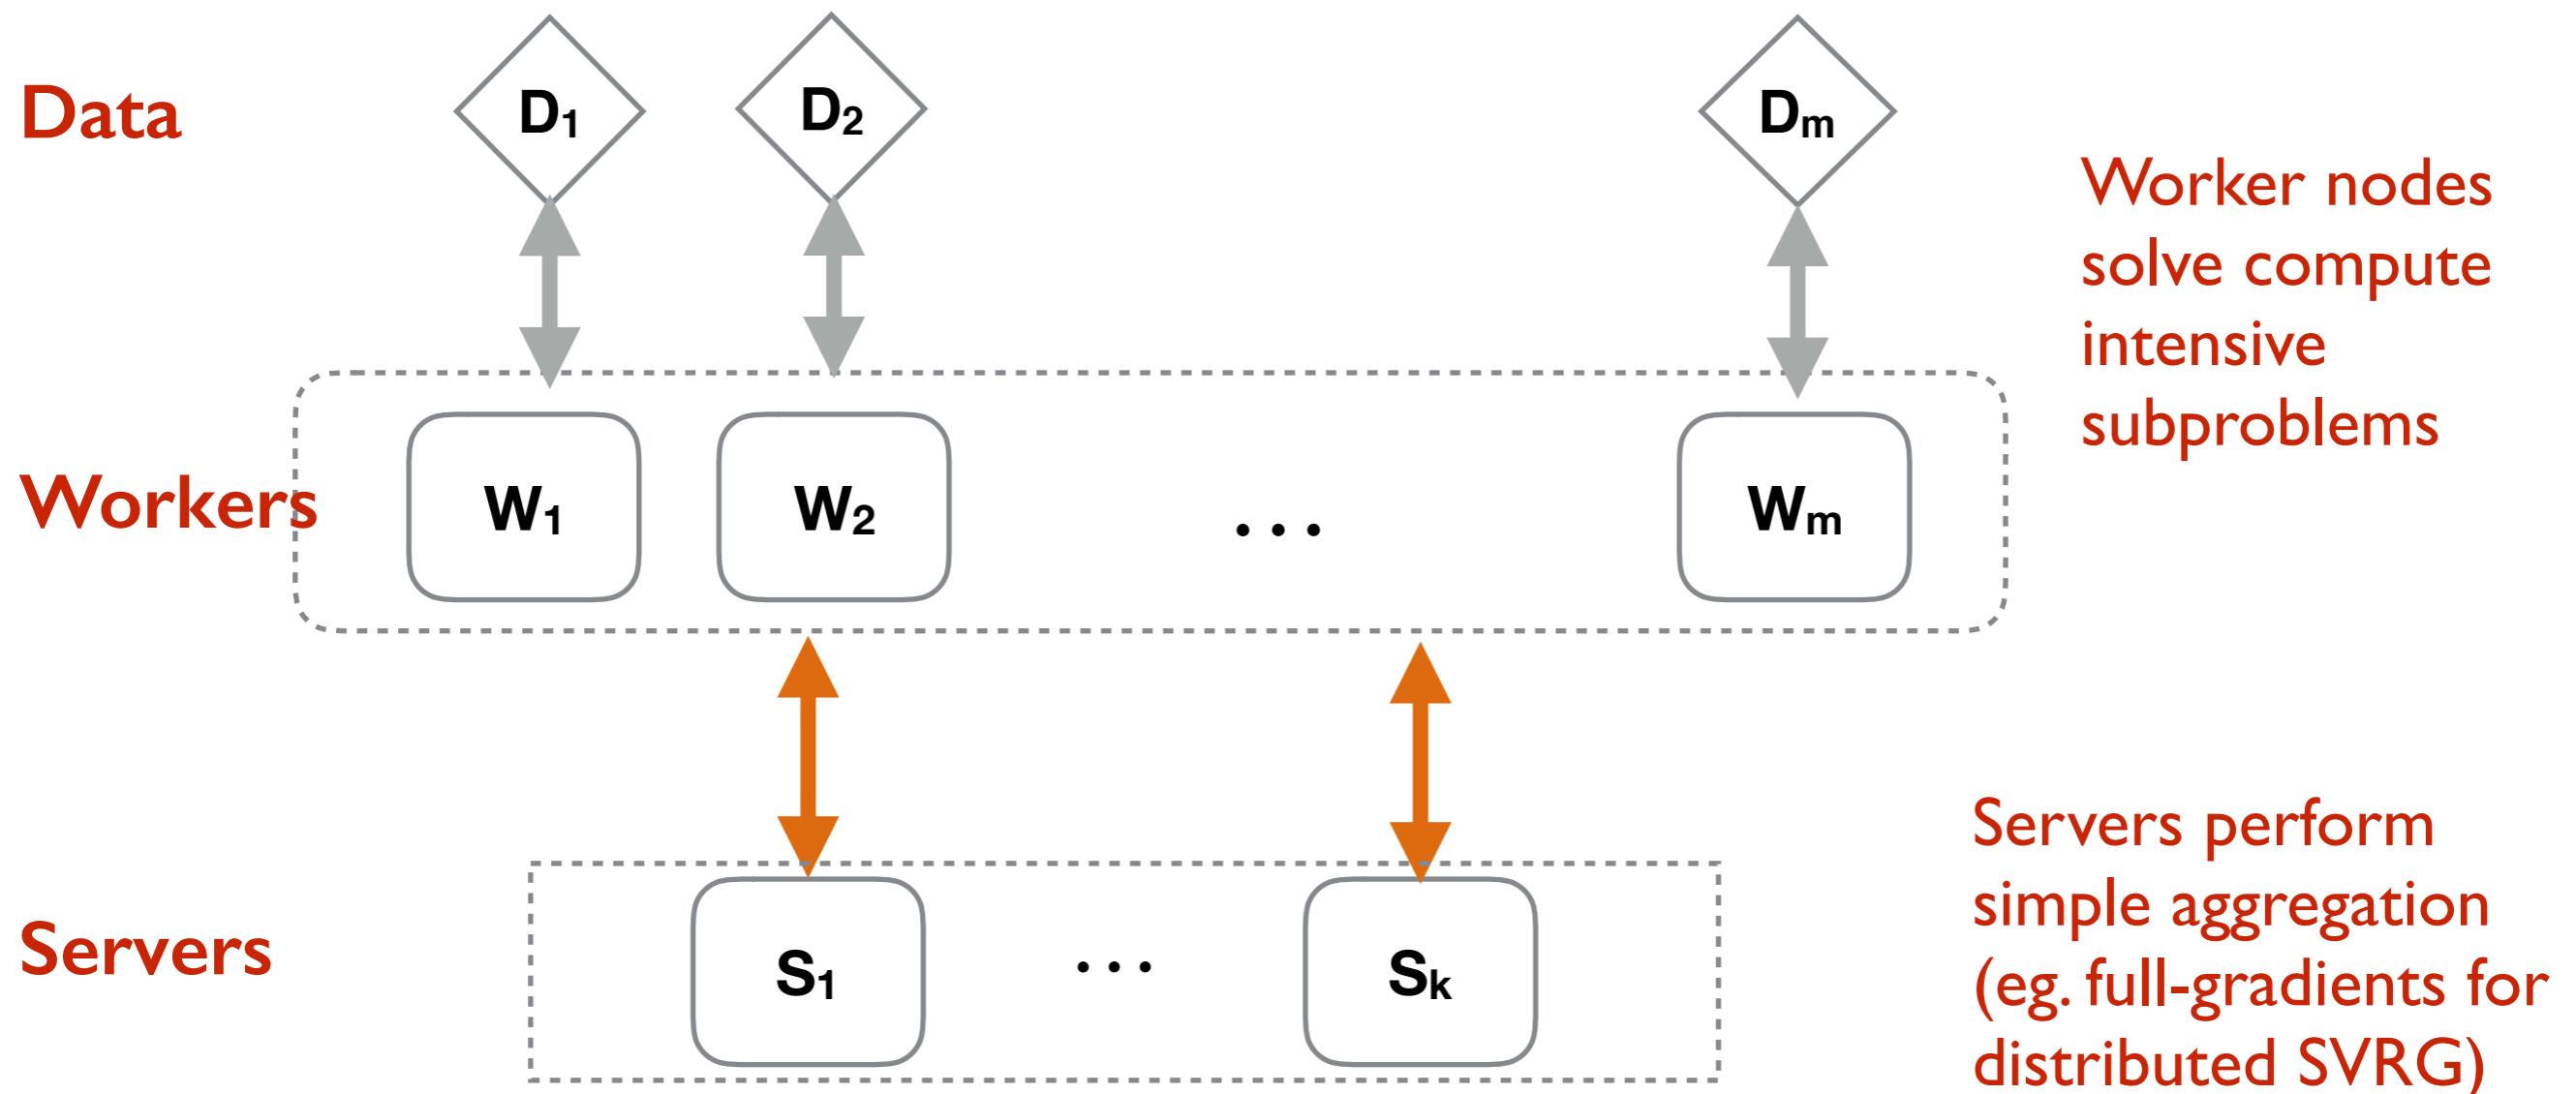 Data
D₁
D₂
Dₘ
Worker nodes
solve compute
intensive
subproblems
Workers
W₁
W₂
...
Wₘ
Servers
S₁
...
Sₖ
Servers perform
simple aggregation
(eg. full-gradients for
distributed SVRG)